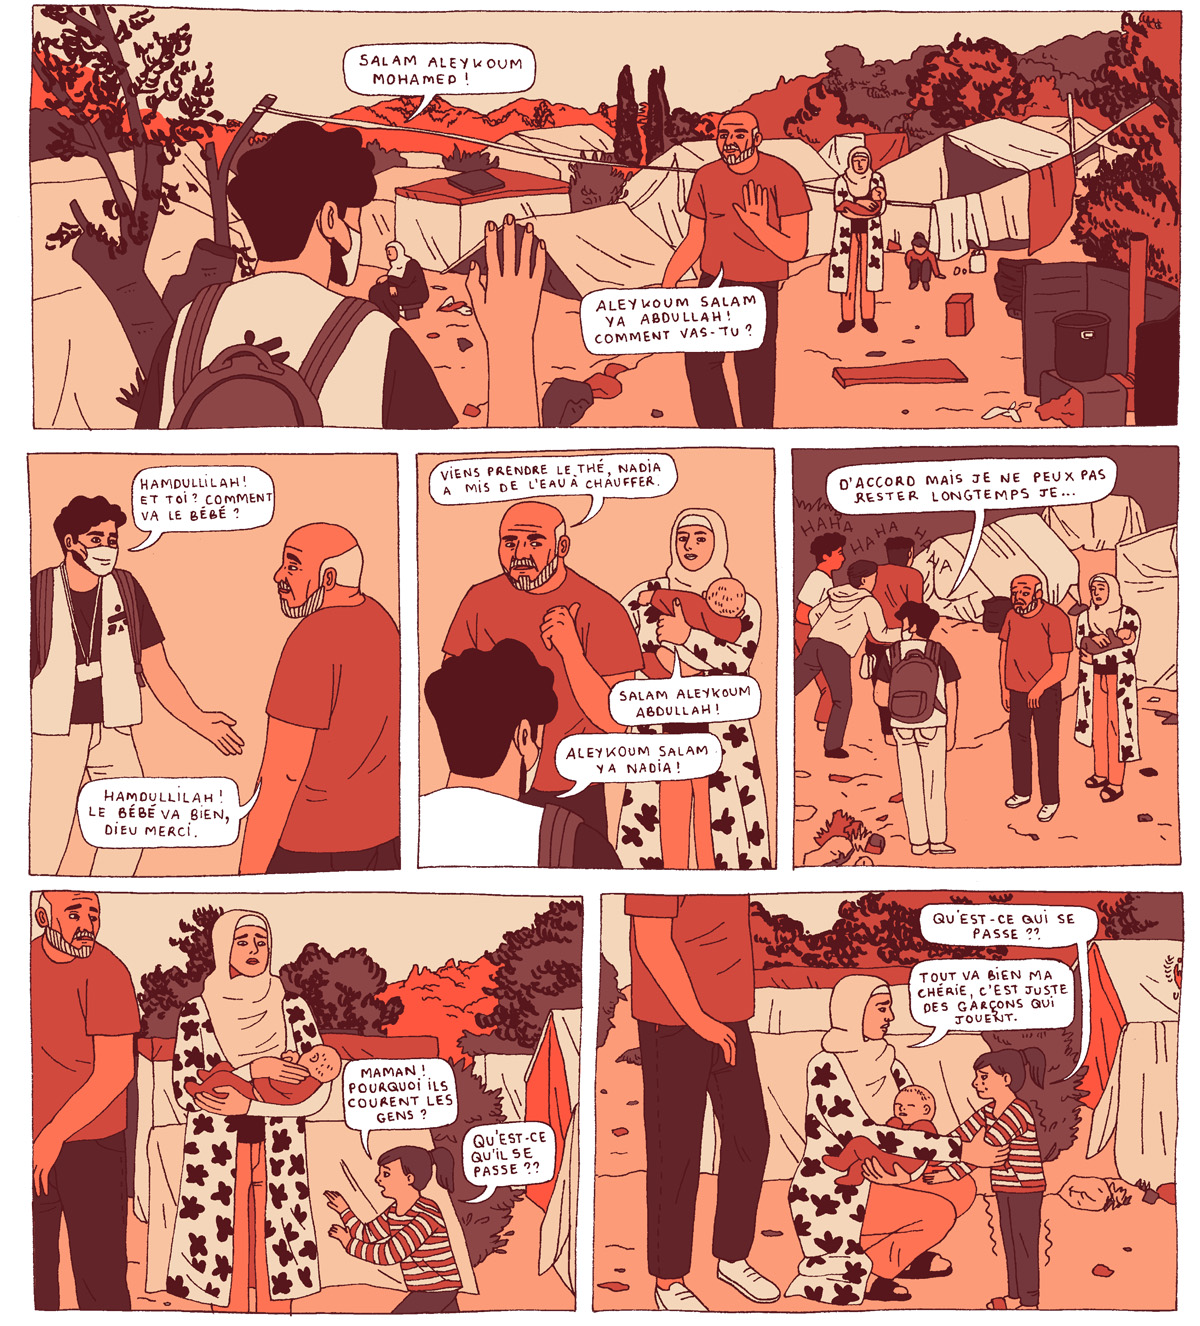 SALAM ALEYKOUM
MOHAMED !
ALEYKOUM SALAM
YA ABDULLAH!
COMMENT VAS-TU ?
HAMDULLILAH!
ET TOI? COMMENT
VA LE BÉBÉ ?
HAMDULLILAH!
LE BÉBÉ VA BIEN,
DIEU MERCI.
VIENS PRENDRE LE THÉ, NADIA
A MIS DE L'EAU À CHAUFFER.
SALAM ALEYKOUM
ABDULLAH!
ALEYKOUM SALAM
YA NADIA!
D'ACCORD MAIS JE NE PEUX PAS
RESTER LONGTEMPS JE...
HAHA
HAHA
HA
HA
MAMAN!
POURQUOI ILS
COURENT LES
GENS ?
QU'EST-CE
QU'IL SE
PASSE ??
QU'EST-CE QUI SE
PASSE ??
TOUT VA BIEN MA
CHÉRIE, C'EST JUSTE
DES GARÇONS QUI
JOUENT.